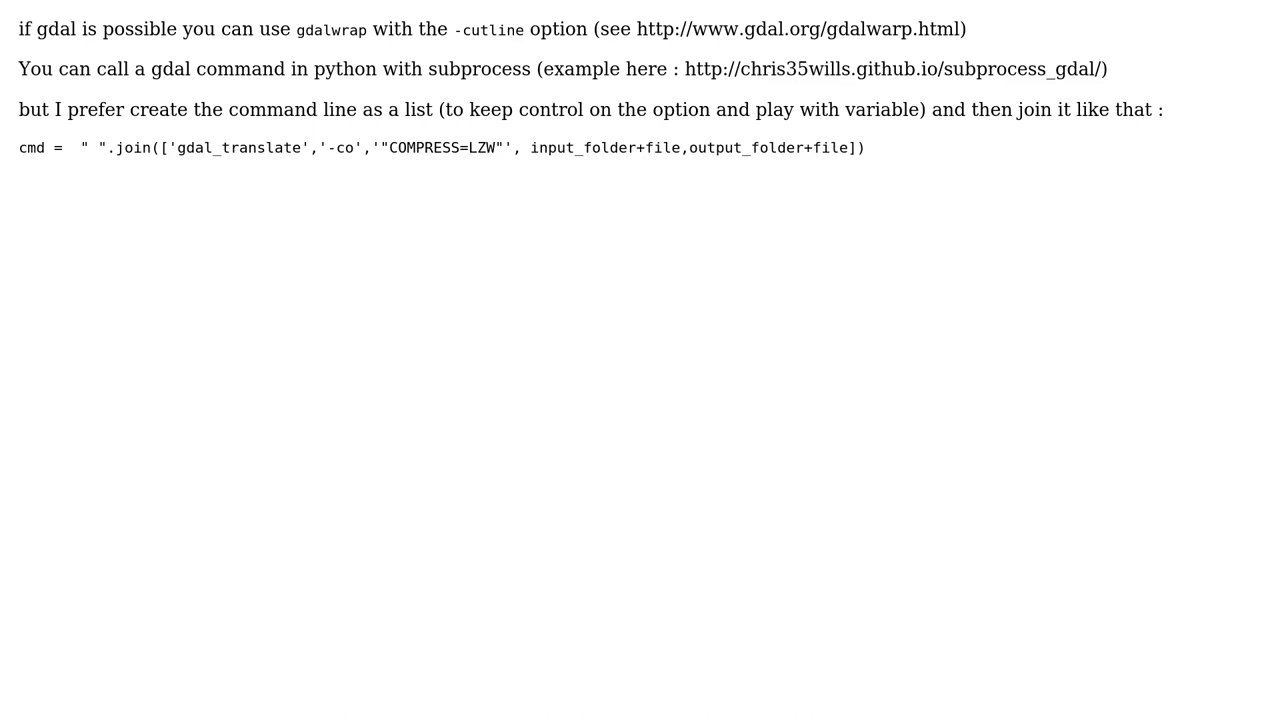 if gdal is possible you can use gdalwrap with the -cutline option (see http://www.gdal.org/gdalwarp.html)
You can call a gdal command in python with subprocess (example here : http://chris35wills.github.io/subprocess_gdal/)
but I prefer create the command line as a list (to keep control on the option and play with variable) and then join it like that :
cmd =  " ".join(['gdal_translate','-co','"COMPRESS=LZW"', input_folder+file,output_folder+file])